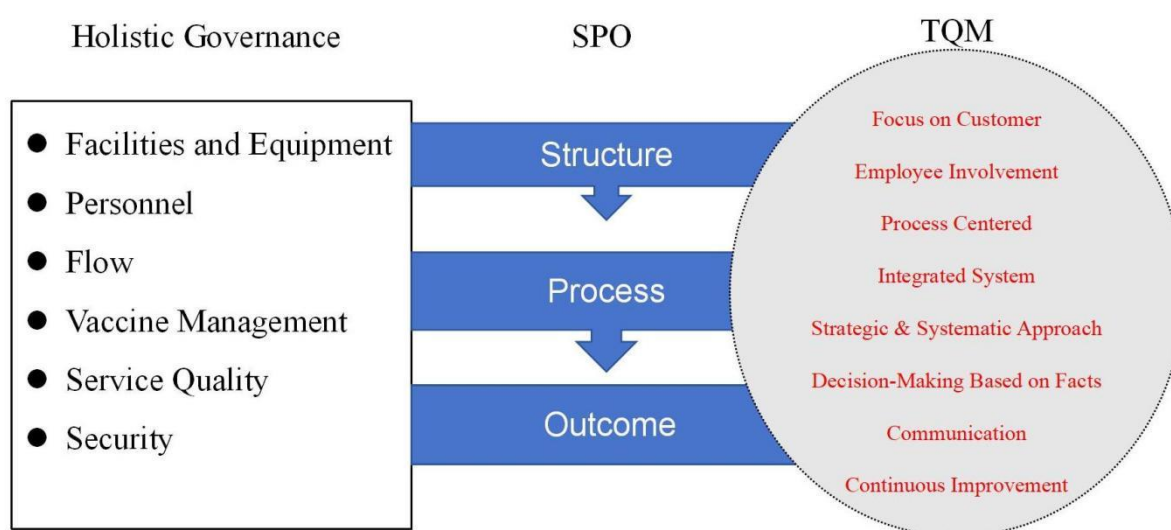 Holistic Governance
SPO
TQM
● Facilities and Equipment
● Personnel
● Flow
● Vaccine Management
● Service Quality
● Security
Structure
Process
Outcome
Focus on Customer
Employee Involvement
Process Centered
Integrated System
Strategic & Systematic Approach
Decision-Making Based on Facts
Communication
Continuous Improvement